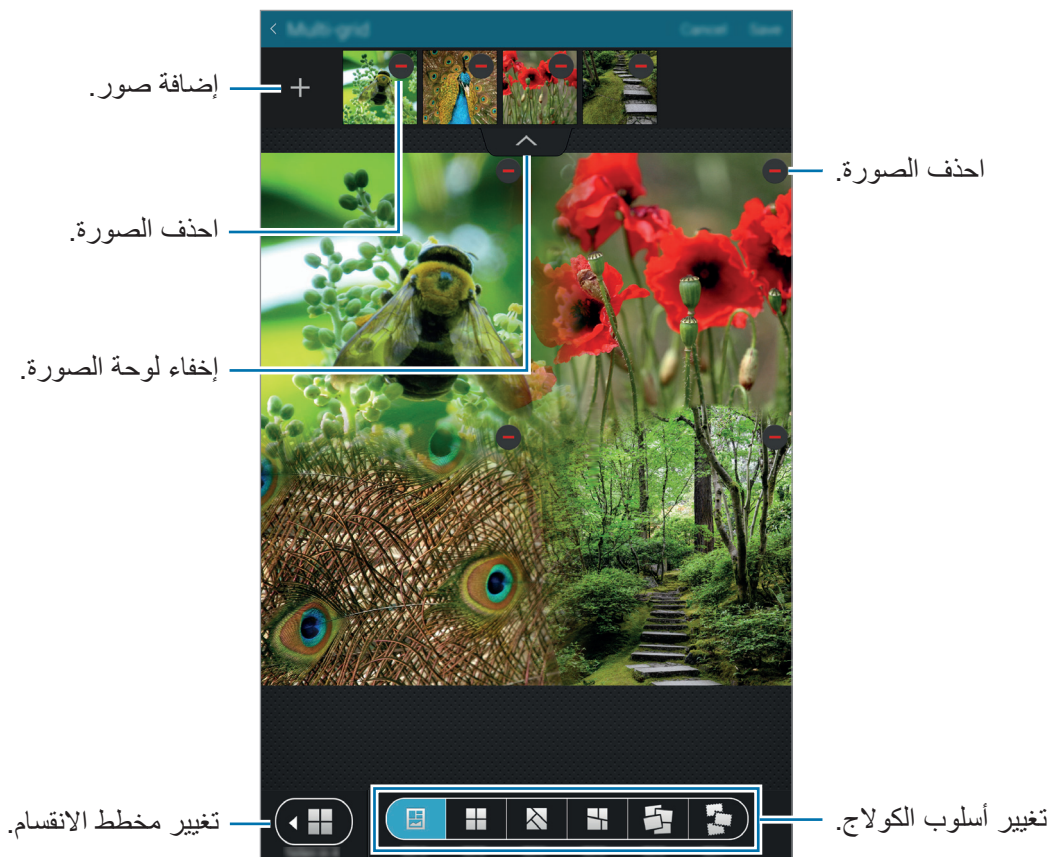 Multi-grid Cancel Save
إضافة صور.
احذف الصورة.
احذف الصورة.
إخفاء لوحة الصورة.
تغيير مخطط الانقسام.
تغيير أسلوب الكولاج.